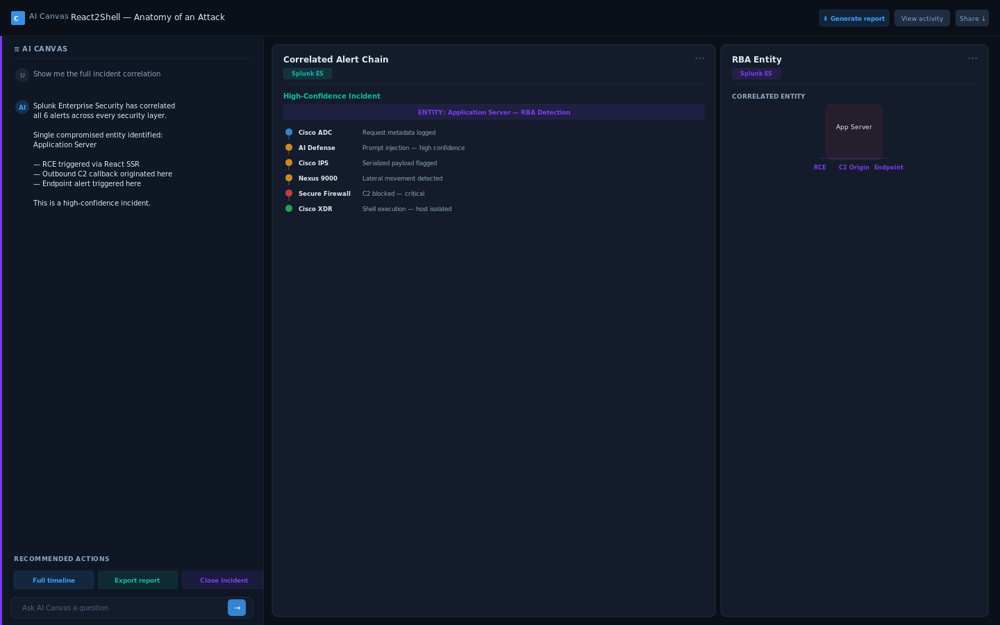 C AI Canvas React2Shell — Anatomy of an Attack
⬇ Generate report
View activity
Share ↓
≡ AI CANVAS
U Show me the full incident correlation
AI Splunk Enterprise Security has correlated
all 6 alerts across every security layer.
Single compromised entity identified:
Application Server
— RCE triggered via React SSR
— Outbound C2 callback originated here
— Endpoint alert triggered here
This is a high-confidence incident.
RECOMMENDED ACTIONS
Full timeline
Export report
Close incident
Ask AI Canvas a question →
Correlated Alert Chain ...
Splunk ES
High-Confidence Incident
ENTITY: Application Server — RBA Detection
Cisco ADC Request metadata logged
AI Defense Prompt injection — high confidence
Cisco IPS Serialized payload flagged
Nexus 9000 Lateral movement detected
Secure Firewall C2 blocked — critical
Cisco XDR Shell execution — host isolated
RBA Entity ...
Splunk ES
CORRELATED ENTITY
App Server
RCE C2 Origin Endpoint